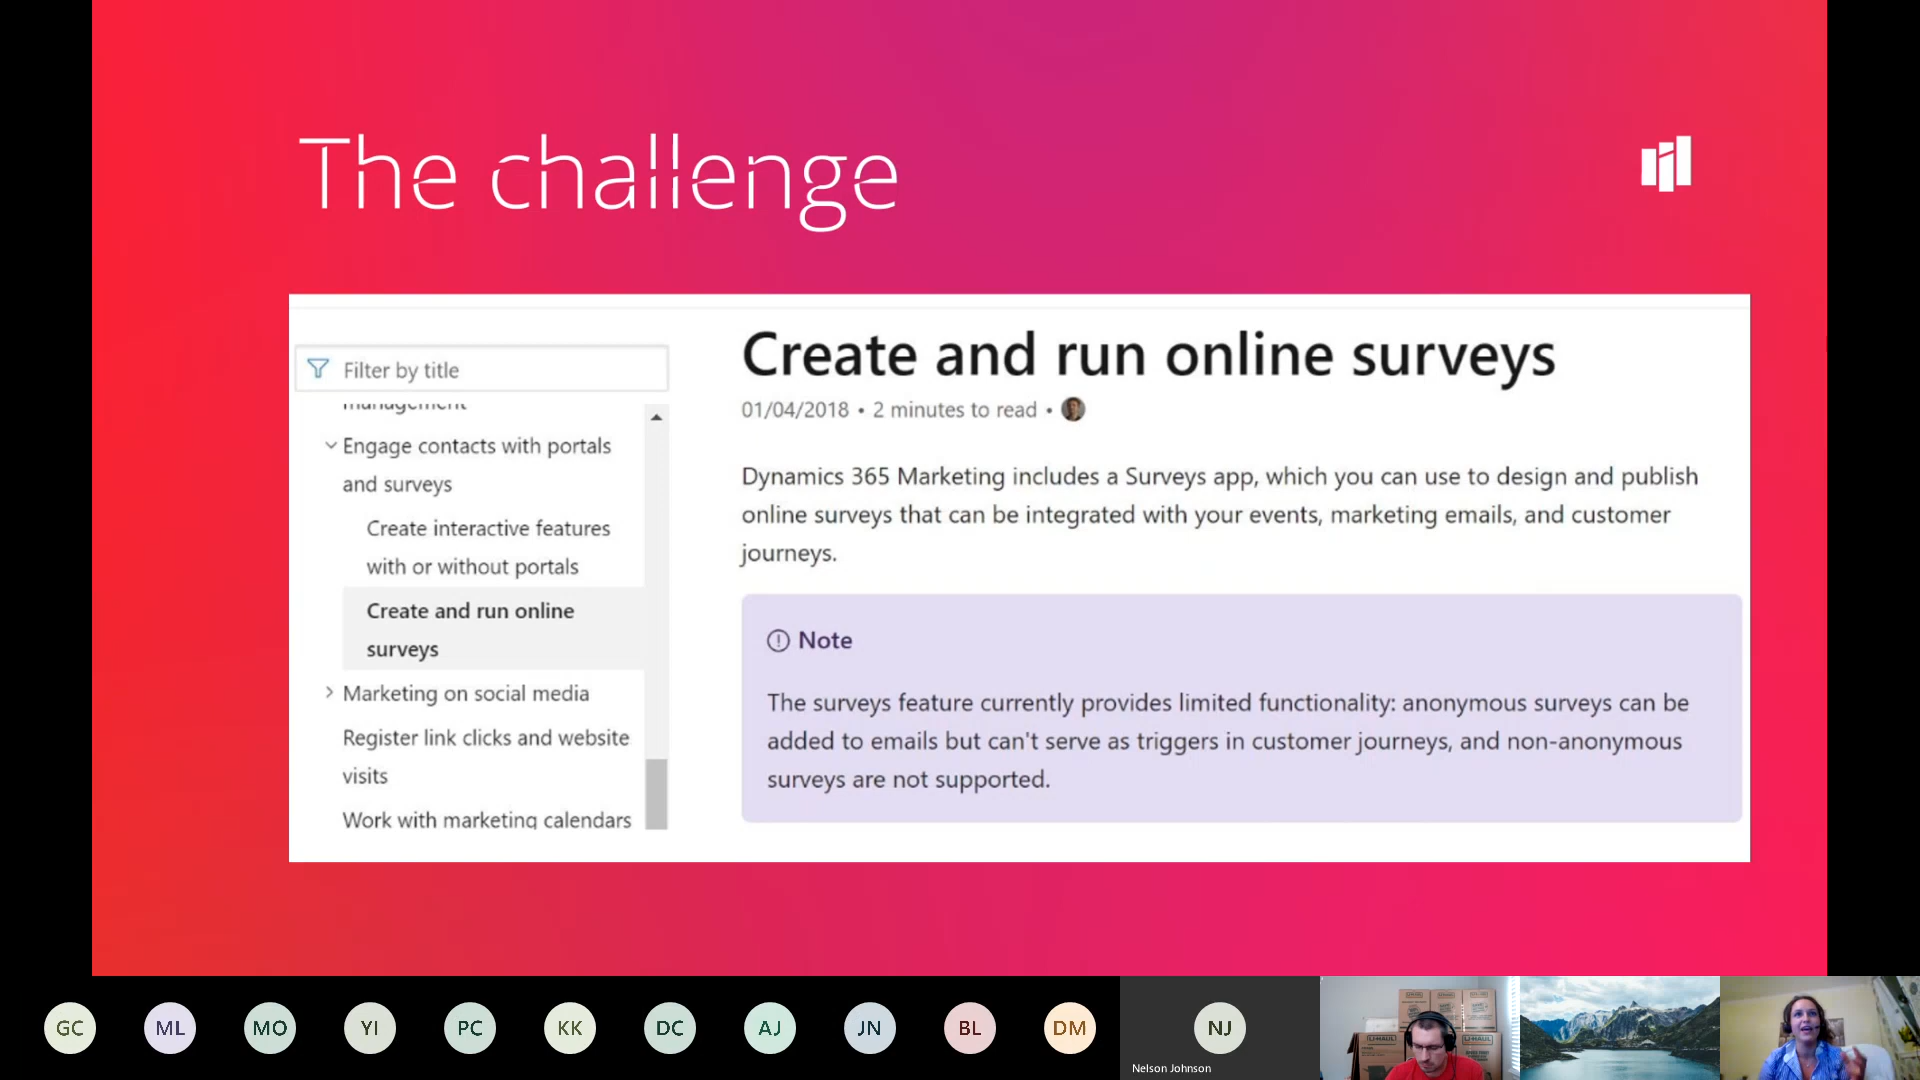 The challenge
Filter by title
management
Engage contacts with portals
and surveys
Create interactive features
with or without portals
Create and run online
surveys
Marketing on social media
Register link clicks and website
visits
Work with marketing calendars
Create and run online surveys
01/04/2018 • 2 minutes to read •
Dynamics 365 Marketing includes a Surveys app, which you can use to design and publish
online surveys that can be integrated with your events, marketing emails, and customer
journeys.
Note
The surveys feature currently provides limited functionality: anonymous surveys can be
added to emails but can't serve as triggers in customer journeys, and non-anonymous
surveys are not supported.
GC
ML
MO
YI
PC
KK
DC
AJ
JN
BL
DM
NJ
Nelson Johnson
U-HAUL
U-HAUL